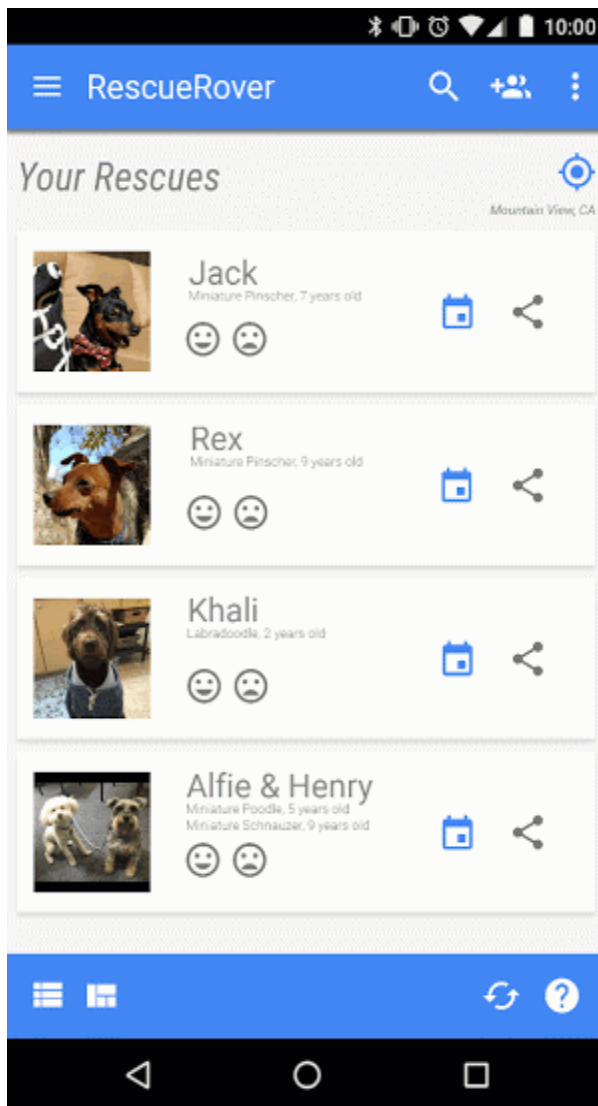 10:00
RescueRover
Your Rescues
Mountain View, CA
Jack
Miniature Pinscher, 7 years old
Rex
Miniature Pinscher, 9 years old
Khali
Labradoodle, 2 years old
Alfie & Henry
Miniature Poodle, 5 years old
Miniature Schnauzer, 9 years old